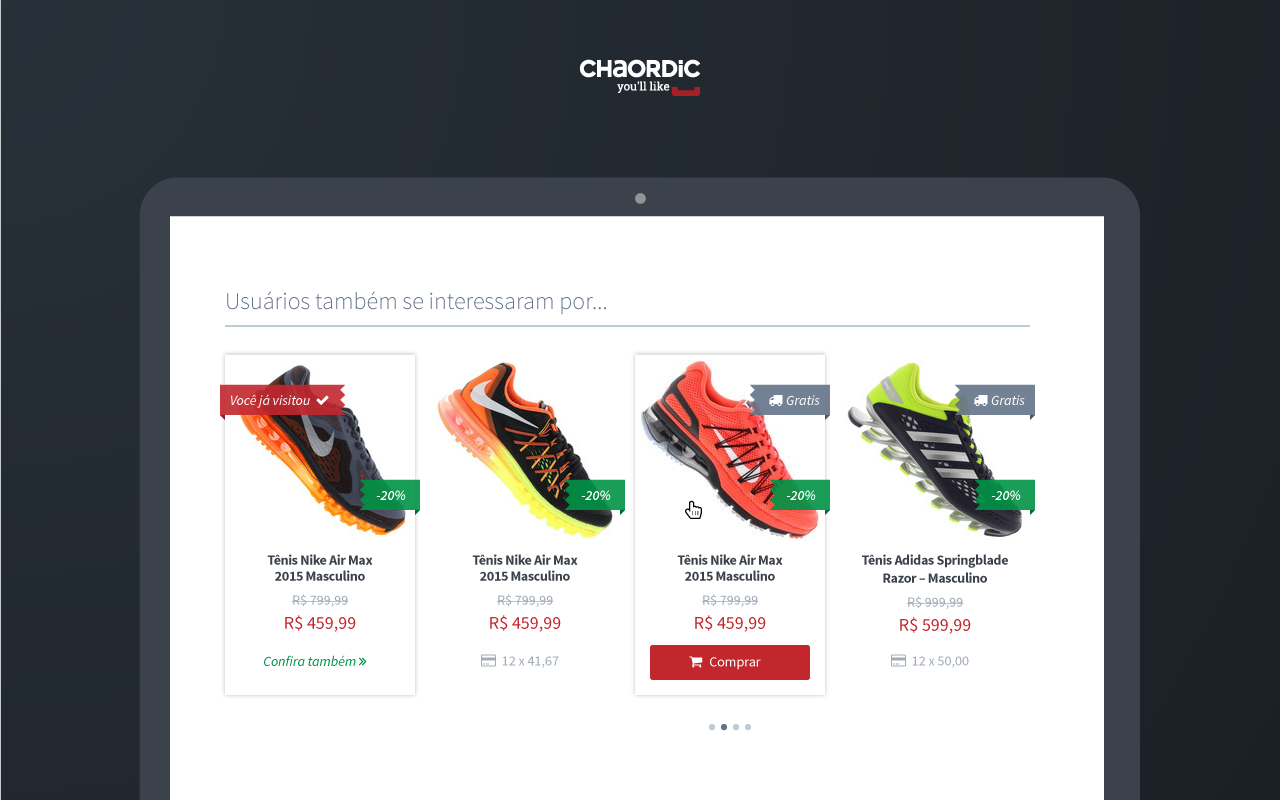 CHaORDiC
you'll like
Usuários também se interessaram por...
Você já visitou
-20%
Tênis Nike Air Max
2015 Masculino
R$ 799,99
R$ 459,99
Confira também
-20%
Tênis Nike Air Max
2015 Masculino
R$ 799,99
R$ 459,99
12 x 41,67
Gratis
-20%
Tênis Nike Air Max
2015 Masculino
R$ 799,99
R$ 459,99
Comprar
Gratis
-20%
Tênis Adidas Springblade
Razor – Masculino
R$ 999,99
R$ 599,99
12 x 50,00